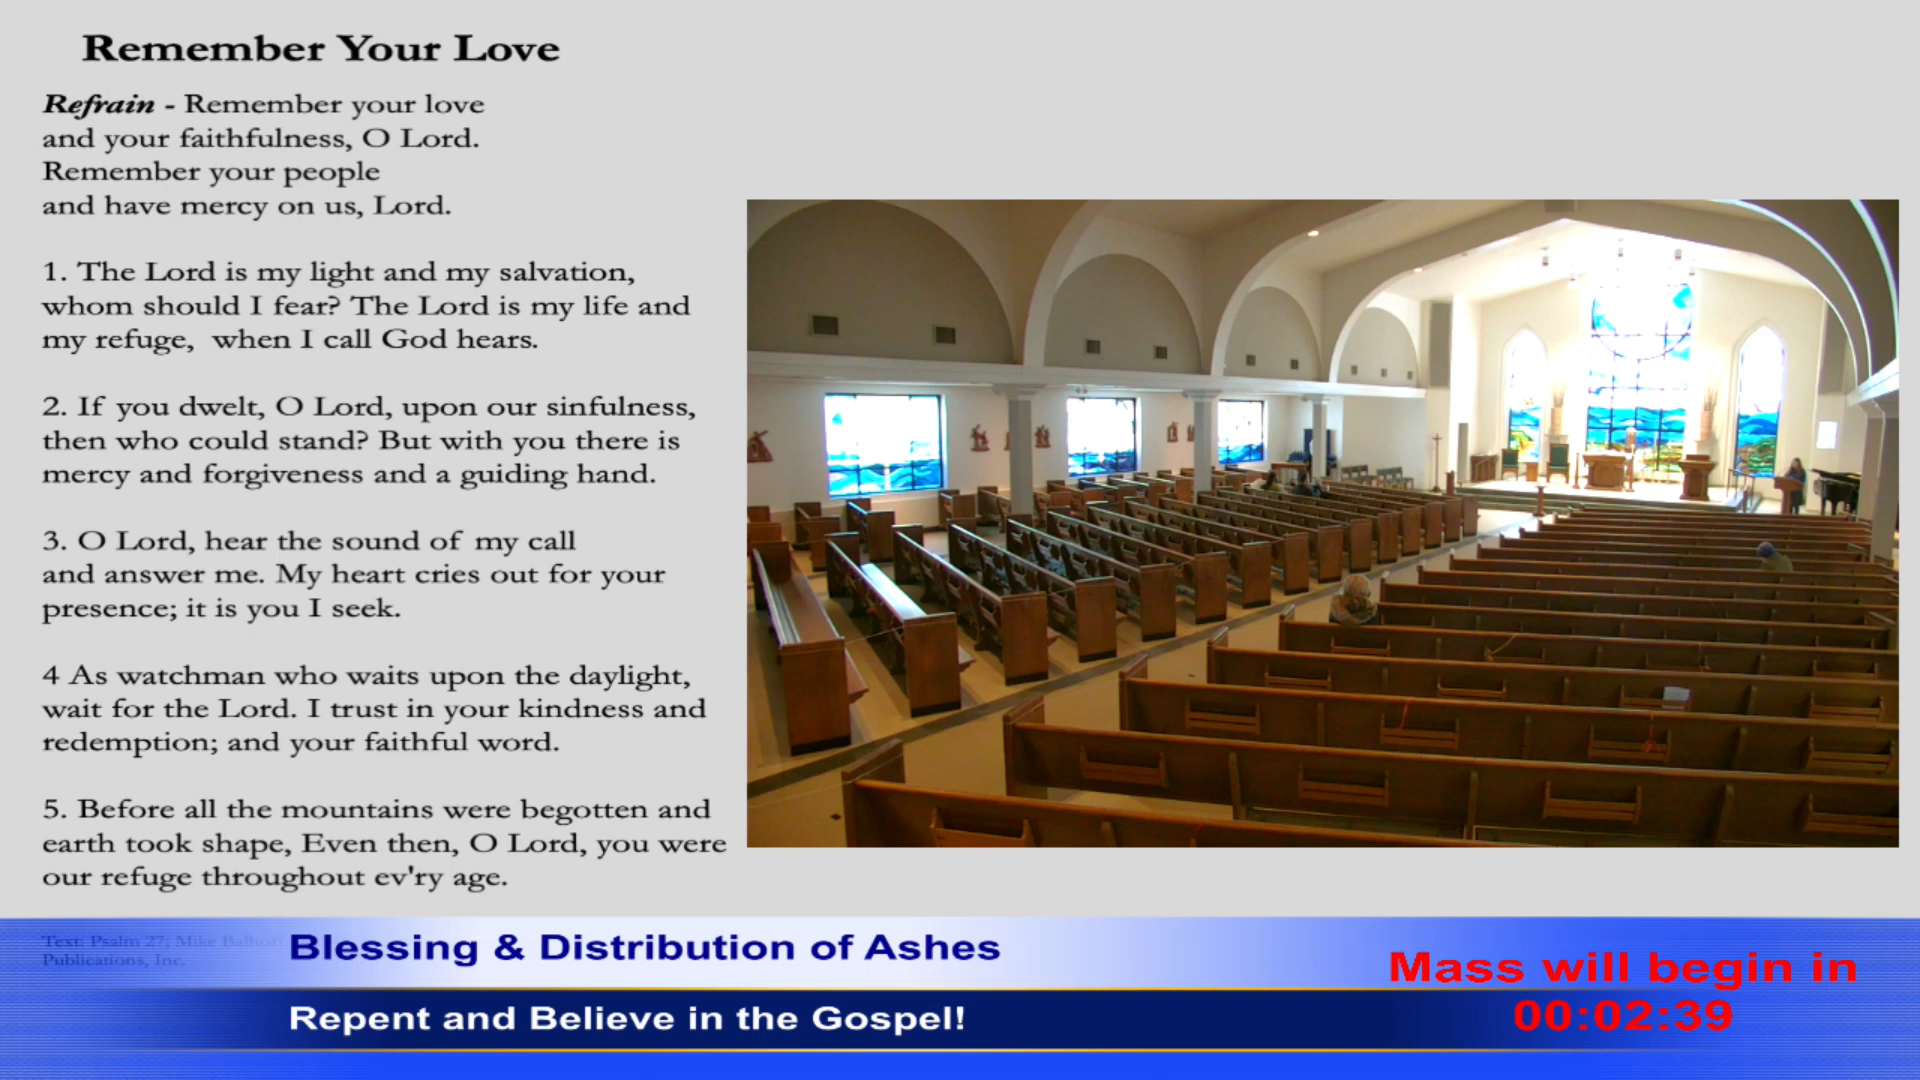 Remember Your Love
Refrain - Remember your love
and your faithfulness, O Lord.
Remember your people
and have mercy on us, Lord.
1. The Lord is my light and my salvation,
whom should I fear? The Lord is my life and
my refuge, when I call God hears.
2. If you dwelt, O Lord, upon our sinfulness,
then who could stand? But with you there is
mercy and forgiveness and a guiding hand.
3. O Lord, hear the sound of my call
and answer me. My heart cries out for your
presence; it is you I seek.
4 As watchman who waits upon the daylight,
wait for the Lord. I trust in your kindness and
redemption; and your faithful word.
5. Before all the mountains were begotten and
earth took shape, Even then, O Lord, you were
our refuge throughout ev'ry age.
Text: Psalm 27; Mike
Publications, Inc.
Blessing & Distribution of Ashes
Repent and Believe in the Gospel!
Mass will begin in
00:02:39